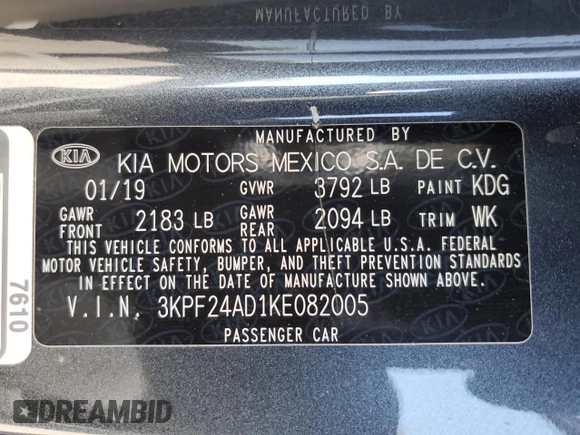 MANUFACTURED BY
KIA KIA MOTORS MEXICO S.A. DE C.V.
01/19 GVWR 3792 LB PAINT KDG
GAWR FRONT 2183 LB GAWR REAR 2094 LB TRIM WK
THIS VEHICLE CONFORMS TO ALL APPLICABLE U.S.A. FEDERAL
MOTOR VEHICLE SAFETY, BUMPER, AND THEFT PREVENTION STANDARDS
IN EFFECT ON THE DATE OF MANUFACTURE SHOWN ABOVE.
V.I.N. 3KPF24AD1KE082005
PASSENGER CAR
7610
DREAMBID